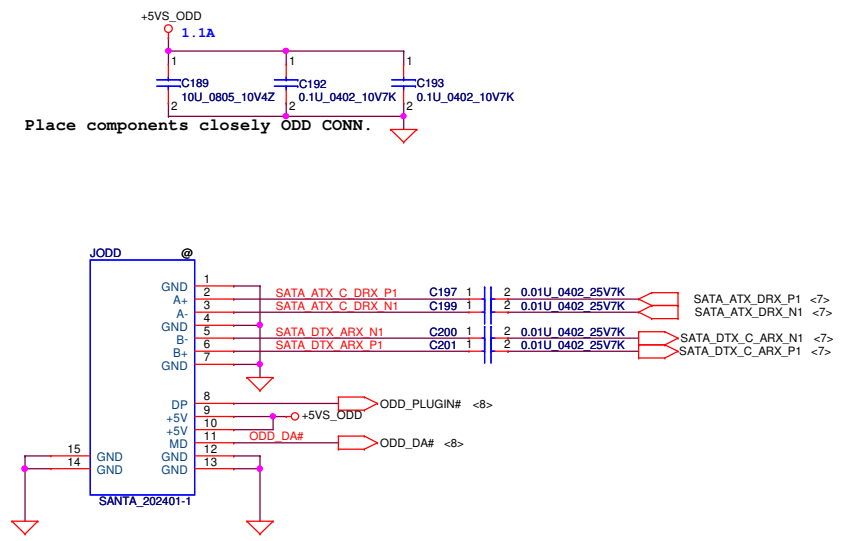 +5VS_ODD
1.1A
1 1 1
C189 C192 C193
10U_0805_10V4Z 0.1U_0402_10V7K 0.1U_0402_10V7K
2 2 2
Place components closely ODD CONN.
JODD @
GND 1
A+ 2 SATA_ATX_C_DRX_P1 C197 1 2 0.01U_0402_25V7K SATA_ATX_DRX_P1 <7>
A- 3 SATA_ATX_C_DRX_N1 C199 1 2 0.01U_0402_25V7K SATA_ATX_DRX_N1 <7>
GND 4
B- 5 SATA_DTX_ARX_N1 C200 1 2 0.01U_0402_25V7K SATA_DTX_C_ARX_N1 <7>
B+ 6 SATA_DTX_ARX_P1 C201 1 2 0.01U_0402_25V7K SATA_DTX_C_ARX_P1 <7>
GND 7
DP 8 ODD_PLUGIN# <8>
+5V 9 +5VS_ODD
+5V 10
MD 11 ODD_DA# ODD_DA# <8>
15 GND GND 12
14 GND GND 13
SANTA_202401-1